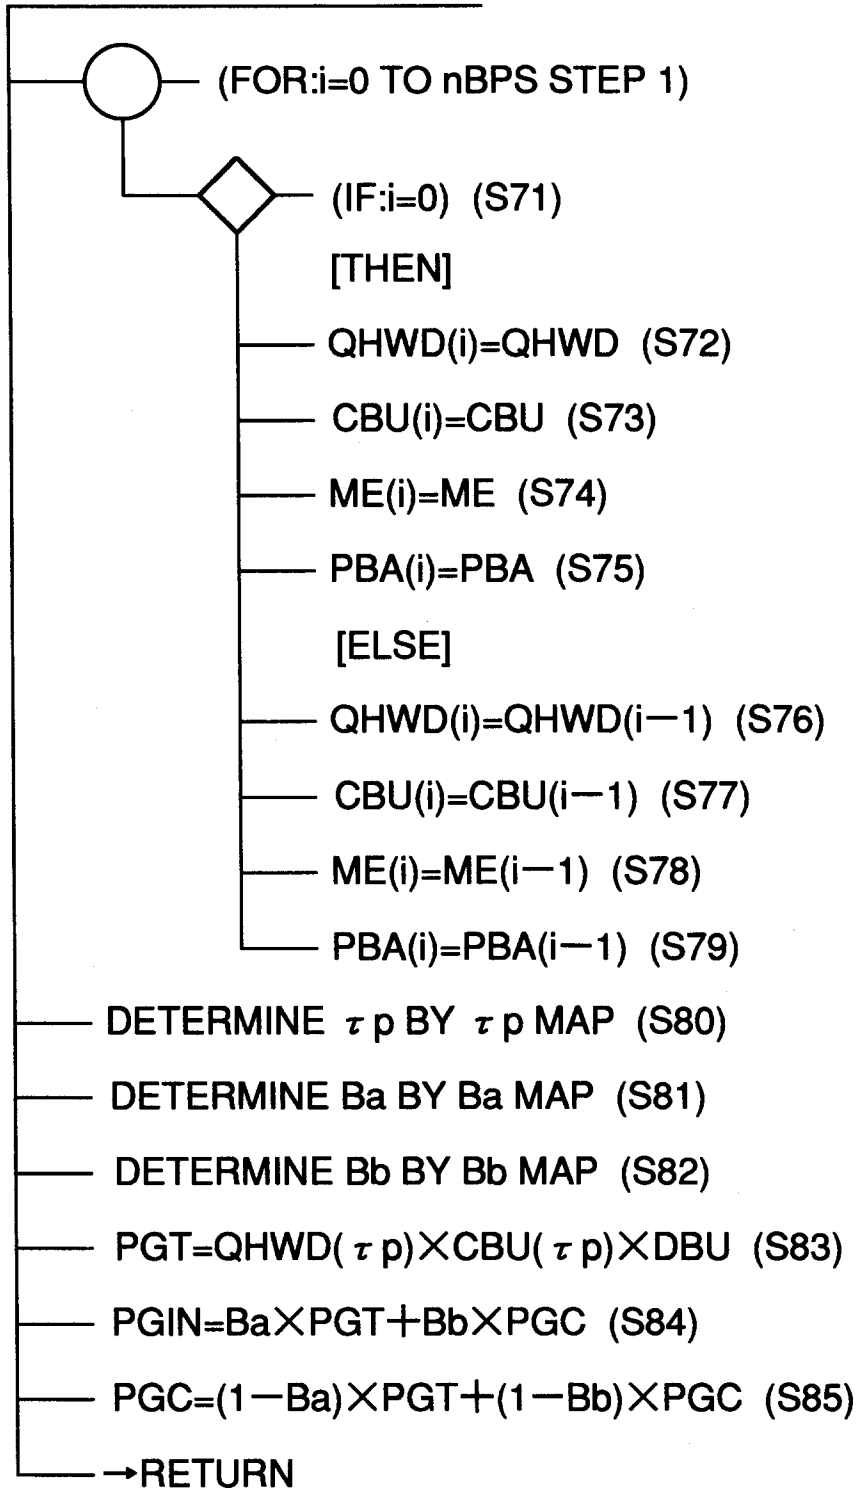 (FOR:i=0 TO nBPS STEP 1)
(IF:i=0) (S71)
[THEN]
QHWD(i)=QHWD (S72)
CBU(i)=CBU (S73)
ME(i)=ME (S74)
PBA(i)=PBA (S75)
[ELSE]
QHWD(i)=QHWD(i−1) (S76)
CBU(i)=CBU(i−1) (S77)
ME(i)=ME(i−1) (S78)
PBA(i)=PBA(i−1) (S79)
DETERMINE τp BY τp MAP (S80)
DETERMINE Ba BY Ba MAP (S81)
DETERMINE Bb BY Bb MAP (S82)
PGT=QHWD(τp)×CBU(τp)×DBU (S83)
PGIN=Ba×PGT+Bb×PGC (S84)
PGC=(1−Ba)×PGT+(1−Bb)×PGC (S85)
→RETURN